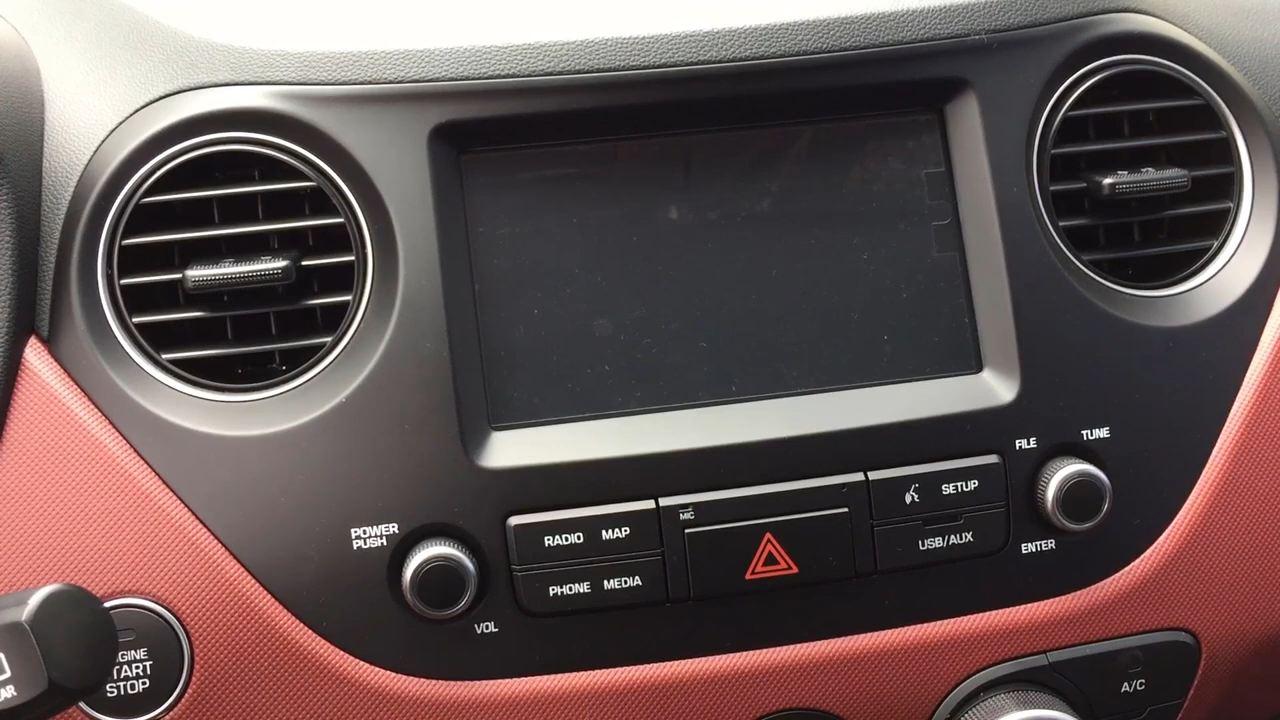 FILE
TUNE
SETUP
USB/AUX
ENTER
MIC
RADIO MAP
PHONE MEDIA
POWER
PUSH
VOL
START
STOP
A/C